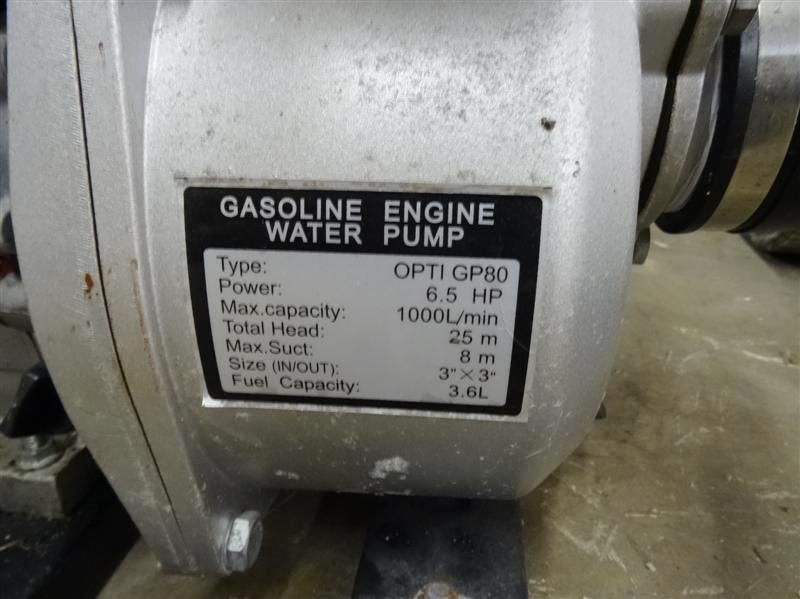 GASOLINE ENGINE
WATER PUMP
Type: OPTI GP80
Power: 6.5 HP
Max.capacity: 1000L/min
Total Head: 25 m
Max.Suct: 8 m
Size (IN/OUT): 3"×3"
Fuel Capacity: 3.6L